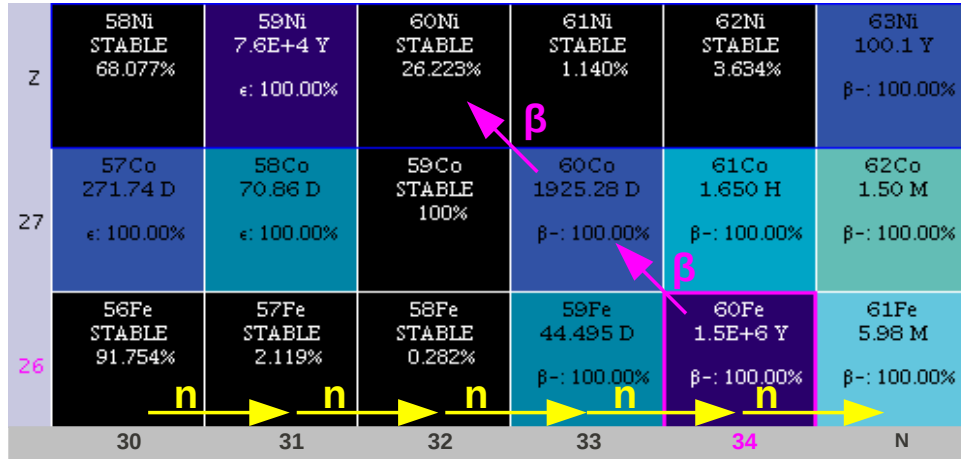 58Ni
STABLE
68.077%
59Ni
7.6E+4 Y
ϵ: 100.00%
60Ni
STABLE
26.223%
61Ni
STABLE
1.140%
62Ni
STABLE
3.634%
63Ni
100.1 Y
β-: 100.00%
Z
β
57Co
271.74 D
ϵ: 100.00%
58Co
70.86 D
ϵ: 100.00%
59Co
STABLE
100%
60Co
1925.28 D
β-: 100.00%
61Co
1.650 H
β-: 100.00%
62Co
1.50 M
β-: 100.00%
27
β
56Fe
STABLE
91.754%
57Fe
STABLE
2.119%
58Fe
STABLE
0.282%
59Fe
44.495 D
β-: 100.00%
60Fe
1.5E+6 Y
β-: 100.00%
61Fe
5.98 M
β-: 100.00%
26
n n n n n
30 31 32 33 34 N